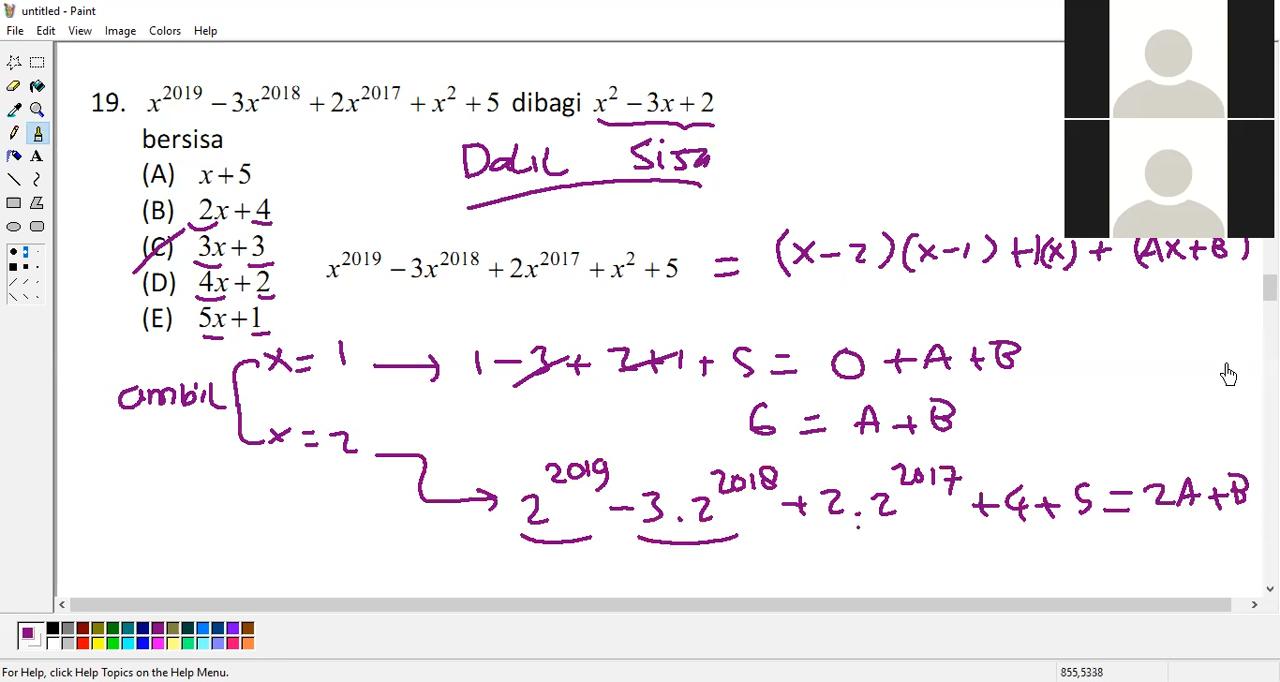 untitled - Paint
File Edit View Image Colors Help
19. x^2019 − 3x^2018 + 2x^2017 + x^2 + 5 dibagi x^2 − 3x + 2
bersisa
Dalil Sisa
(A) x + 5
(B) 2x + 4
(C) 3x + 3
(D) 4x + 2
(E) 5x + 1
x^2019 − 3x^2018 + 2x^2017 + x^2 + 5 = (x − 2)(x − 1) H(x) + (Ax + B)
ambil
x = 1 → 1 − 3 + 2 + 1 + 5 = 0 + A + B
6 = A + B
x = 2 → 2^2019 − 3 . 2^2018 + 2 . 2^2017 + 4 + 5 = 2A + B
For Help, click Help Topics on the Help Menu.
855,5338